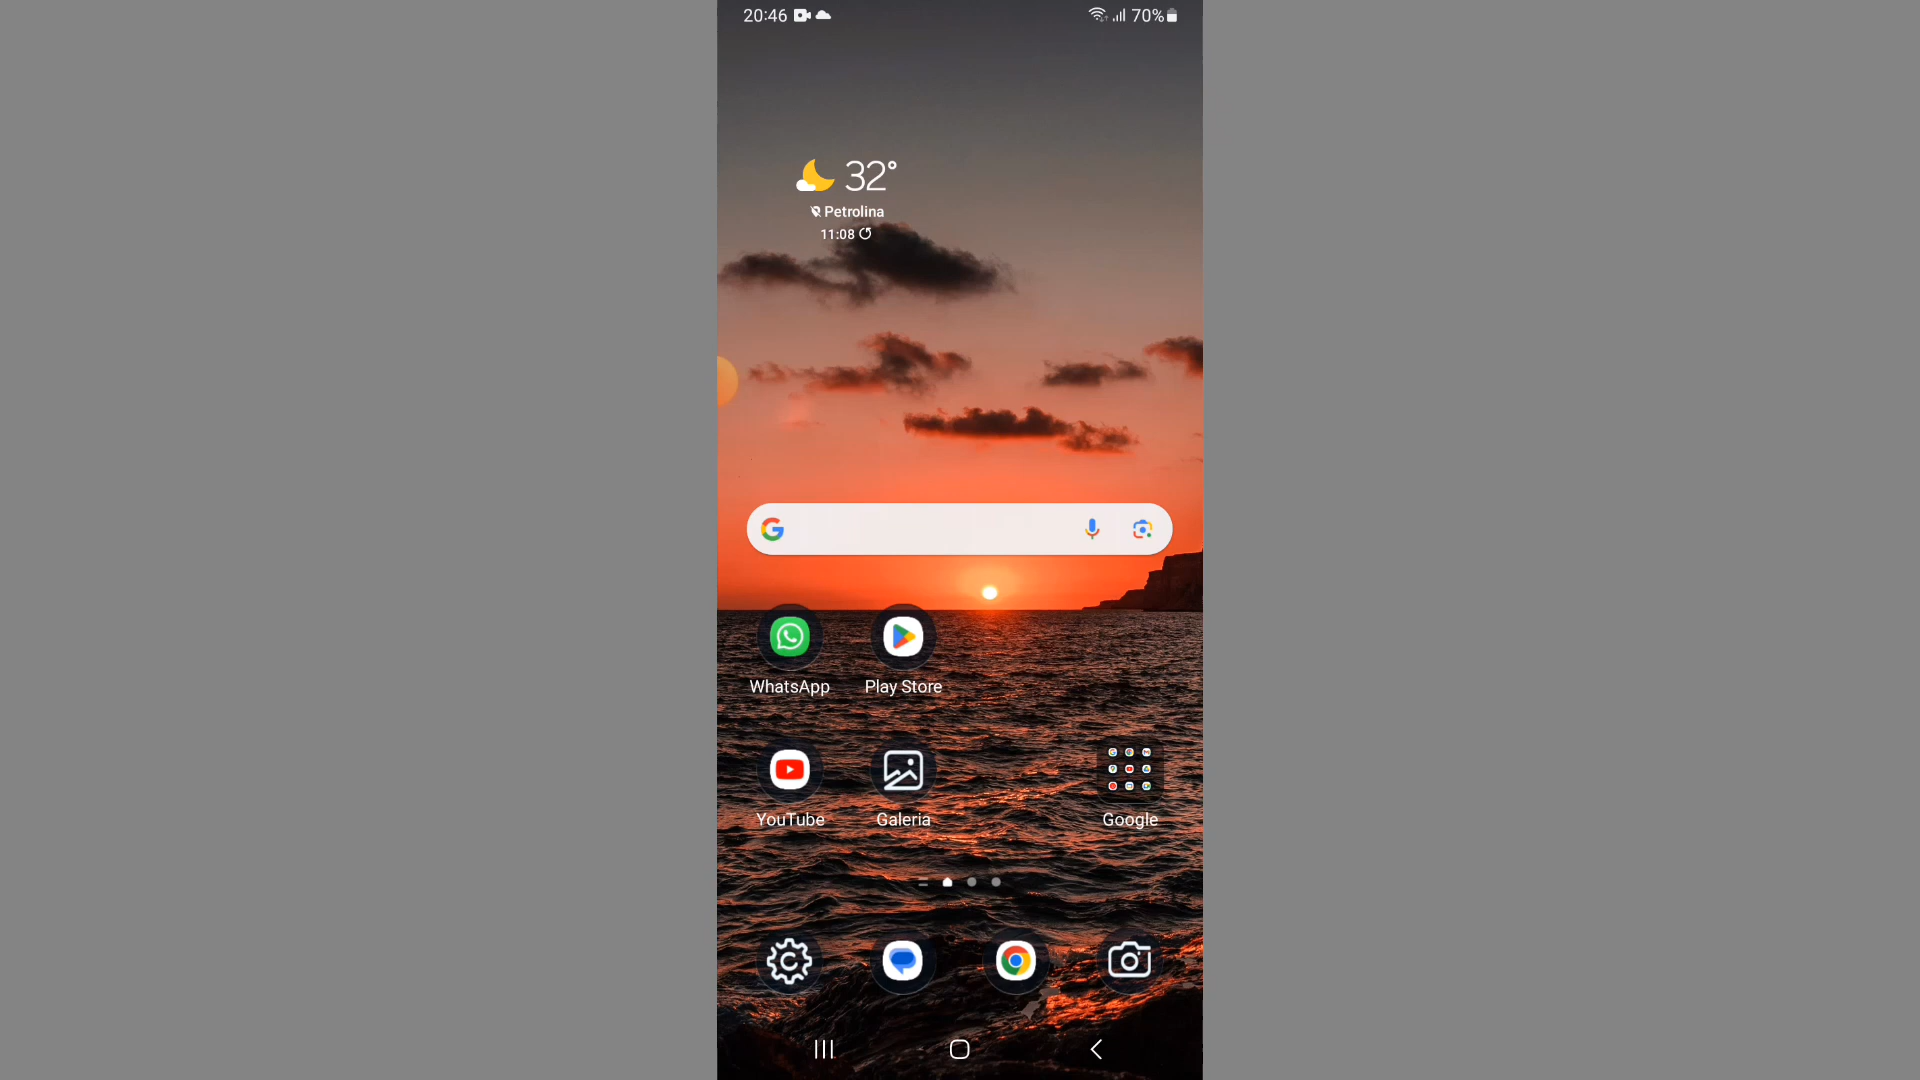 20:46 70%
32°
Petrolina
11:08
WhatsApp Play Store
YouTube Galeria Google